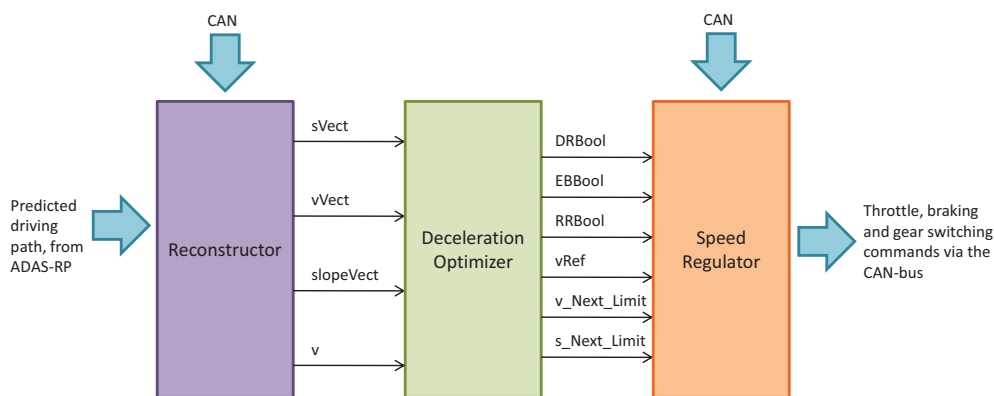 CAN
CAN
Predicted
driving
path, from
ADAS-RP
Reconstructor
sVect
vVect
slopeVect
v
Deceleration
Optimizer
DRBool
EBBool
RRBool
vRef
v_Next_Limit
s_Next_Limit
Speed
Regulator
Throttle, braking
and gear switching
commands via the
CAN-bus